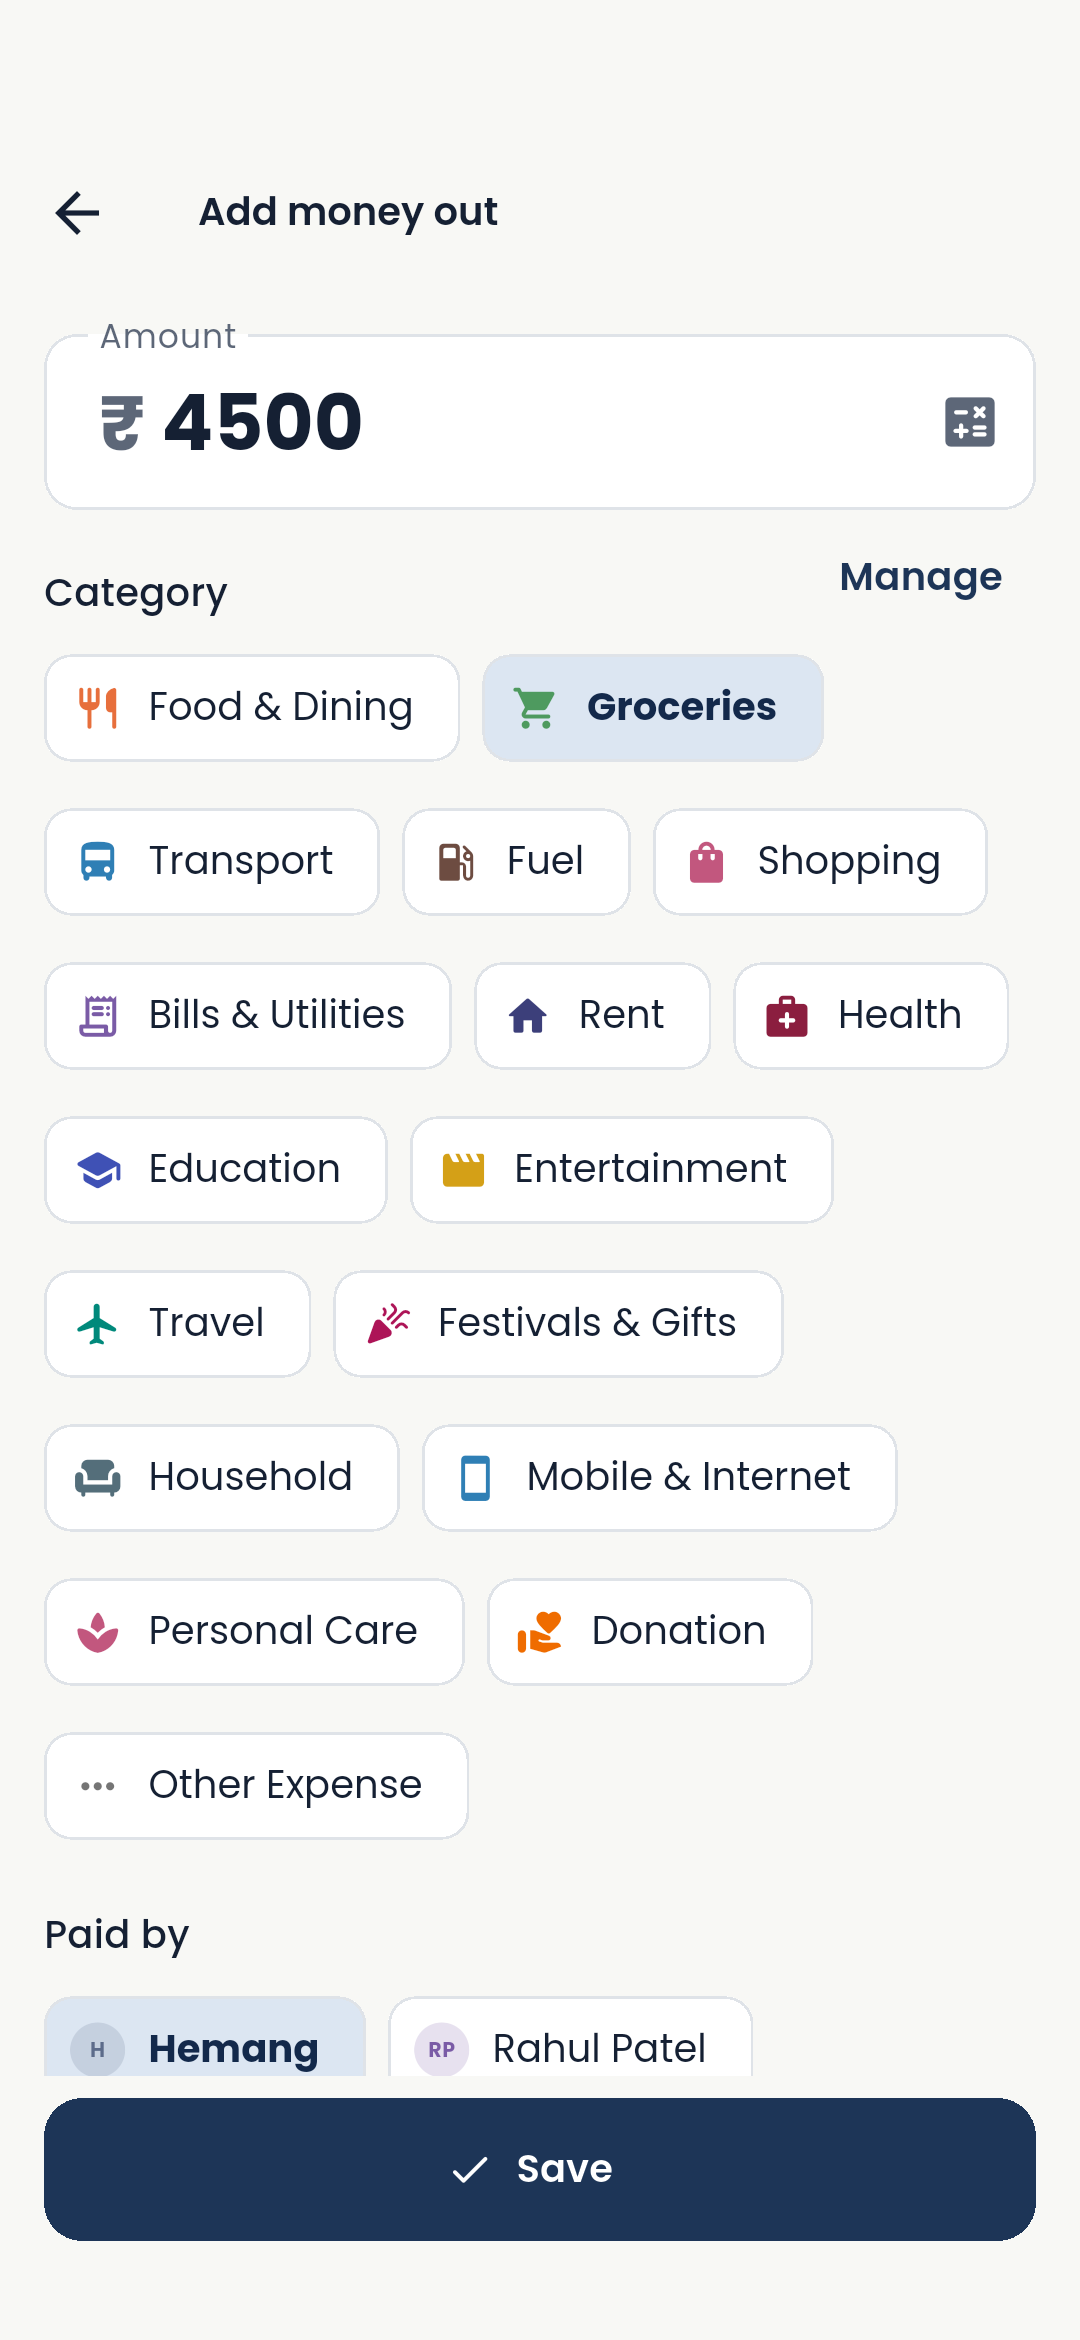 Add money out
Amount
₹ 4500
Category
Manage
Food & Dining
Groceries
Transport
Fuel
Shopping
Bills & Utilities
Rent
Health
Education
Entertainment
Travel
Festivals & Gifts
Household
Mobile & Internet
Personal Care
Donation
Other Expense
Paid by
H Hemang
RP Rahul Patel
Save